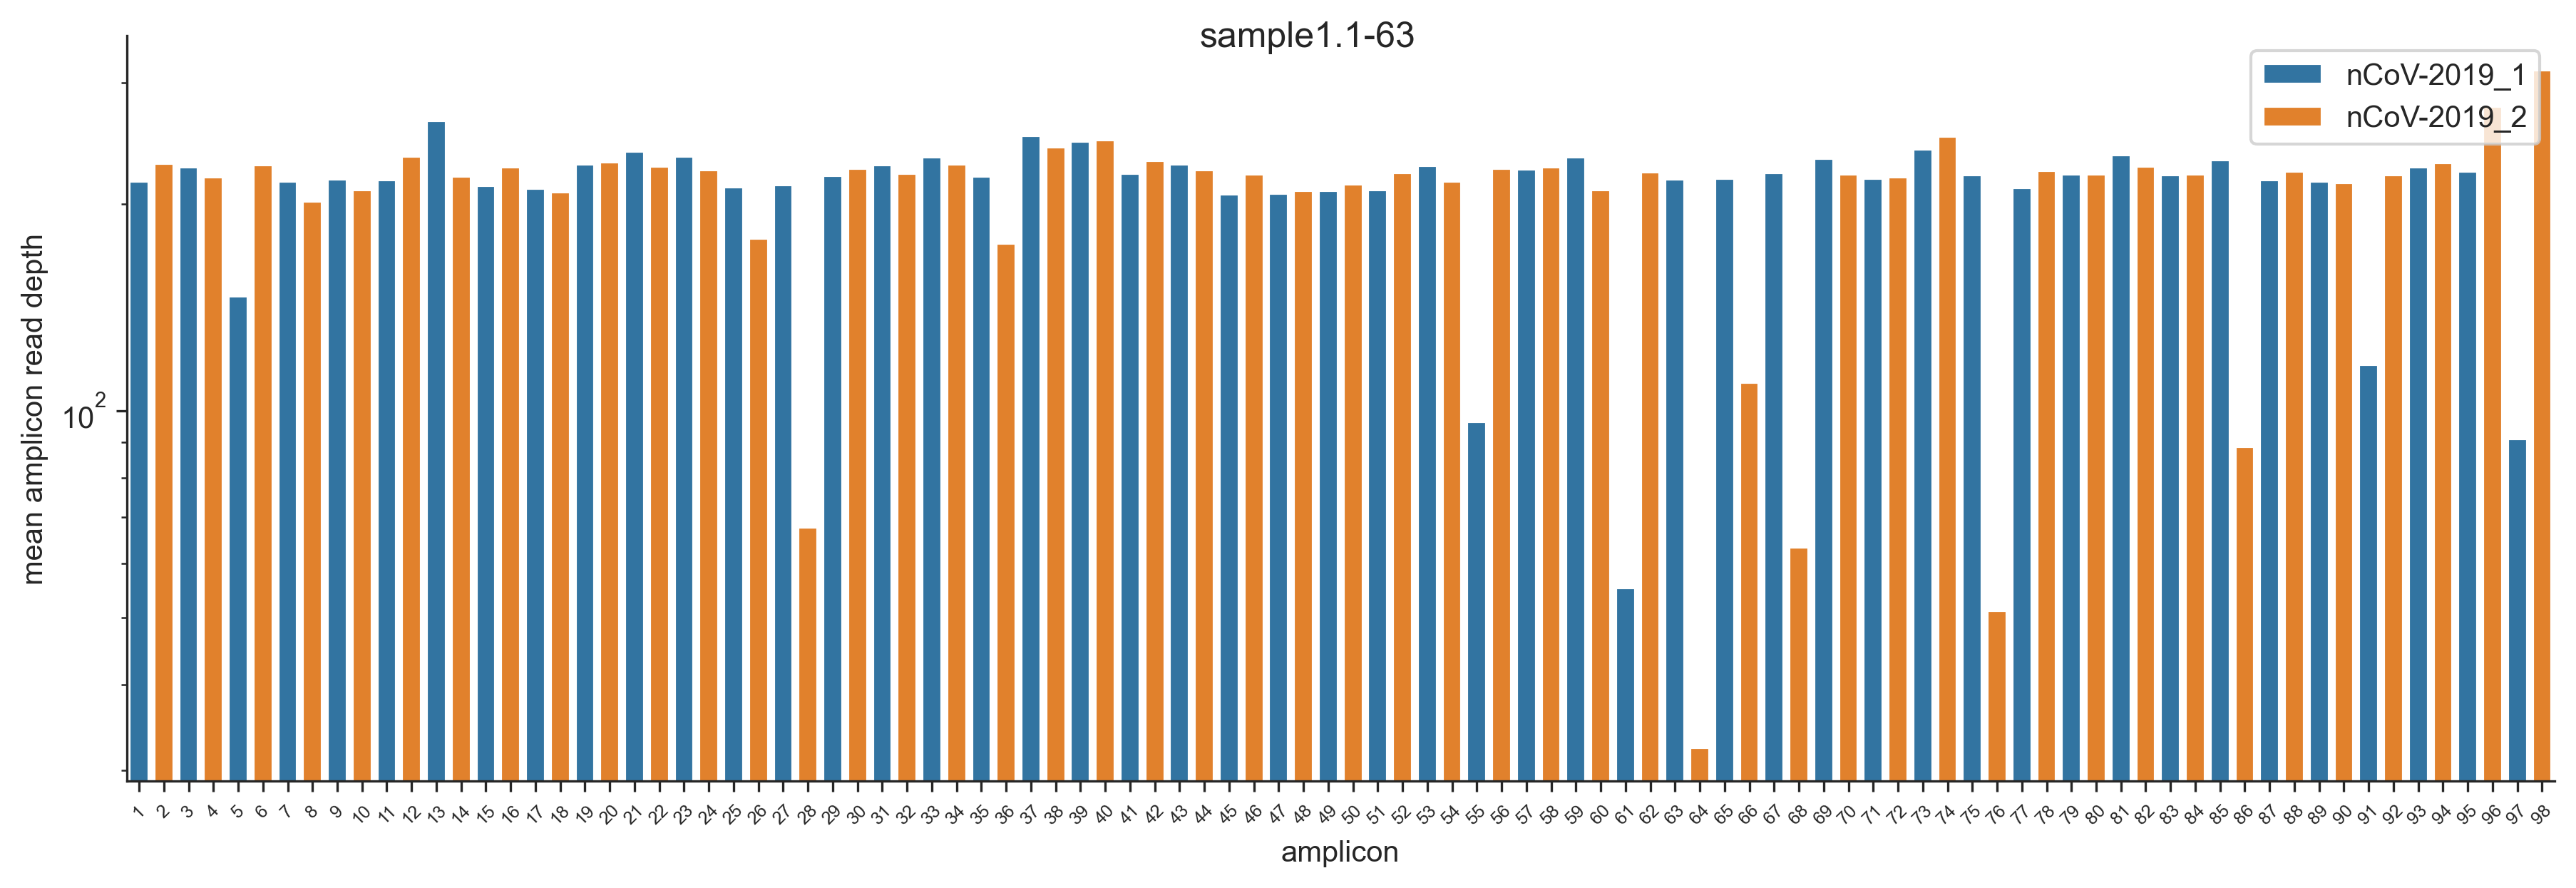 sample1.1-63
nCoV-2019_1
nCoV-2019_2
mean amplicon read depth
10²
1 2 3 4 5 6 7 8 9 10 11 12 13 14 15 16 17 18 19 20 21 22 23 24 25 26 27 28 29 30 31 32 33 34 35 36 37 38 39 40 41 42 43 44 45 46 47 48 49 50 51 52 53 54 55 56 57 58 59 60 61 62 63 64 65 66 67 68 69 70 71 72 73 74 75 76 77 78 79 80 81 82 83 84 85 86 87 88 89 90 91 92 93 94 95 96 97 98
amplicon